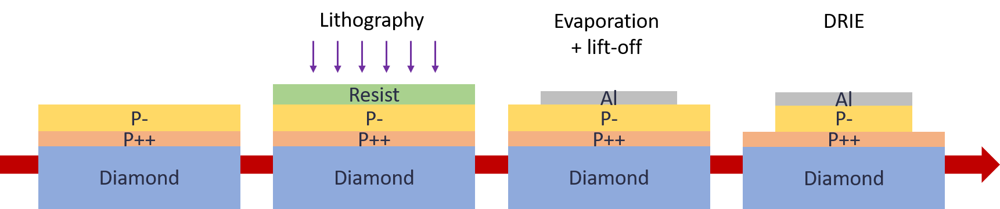 Lithography
Evaporation
+ lift-off
DRIE
P-
P++
Diamond
Resist
P-
P++
Diamond
Al
P-
P++
Diamond
Al
P-
P++
Diamond